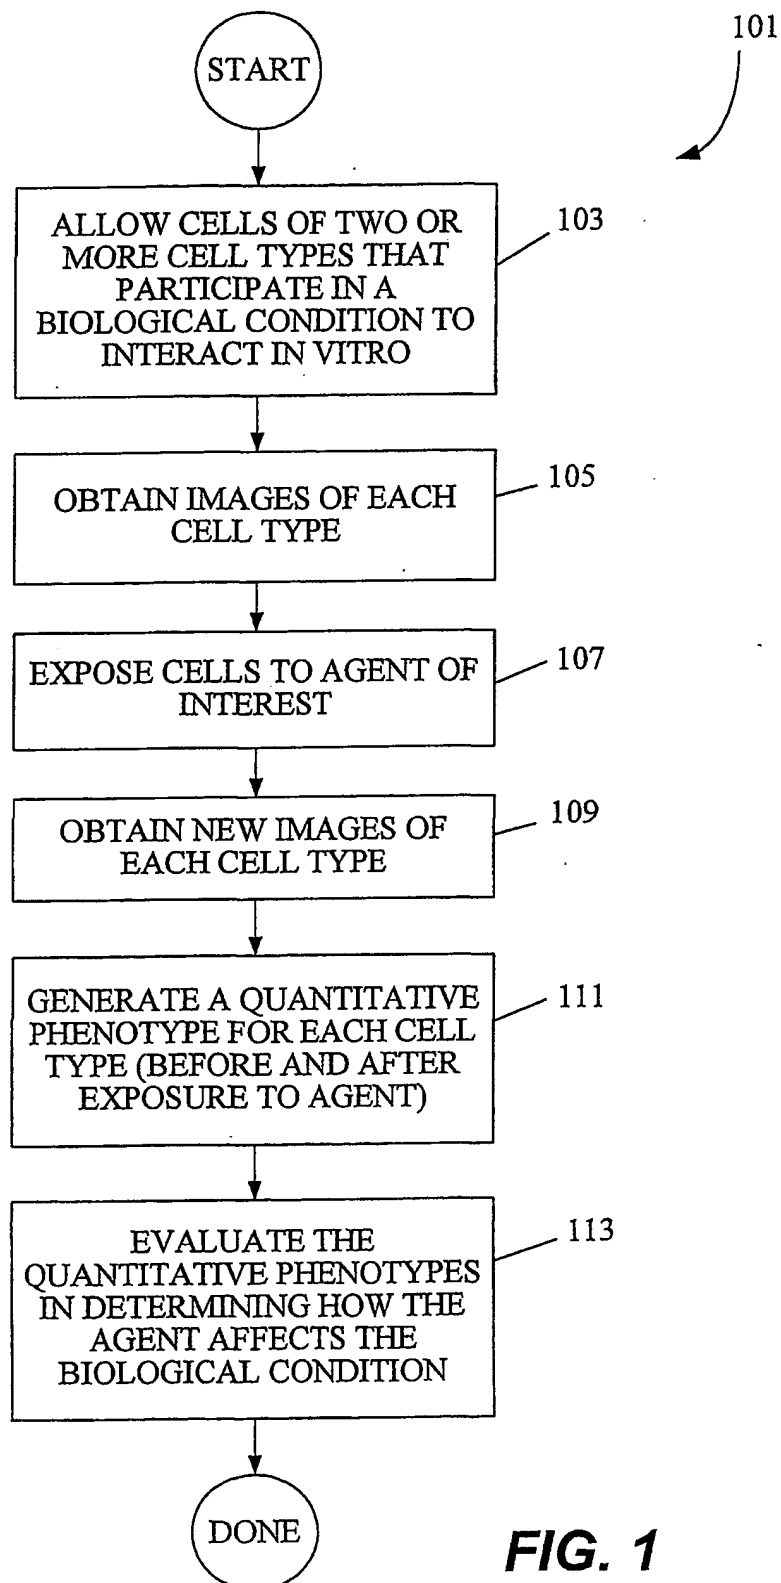 101
START
ALLOW CELLS OF TWO OR
MORE CELL TYPES THAT
PARTICIPATE IN A
BIOLOGICAL CONDITION TO
INTERACT IN VITRO
103
OBTAIN IMAGES OF EACH
CELL TYPE
105
EXPOSE CELLS TO AGENT OF
INTEREST
107
OBTAIN NEW IMAGES OF
EACH CELL TYPE
109
GENERATE A QUANTITATIVE
PHENOTYPE FOR EACH CELL
TYPE (BEFORE AND AFTER
EXPOSURE TO AGENT)
111
EVALUATE THE
QUANTITATIVE PHENOTYPES
IN DETERMINING HOW THE
AGENT AFFECTS THE
BIOLOGICAL CONDITION
113
DONE
FIG. 1